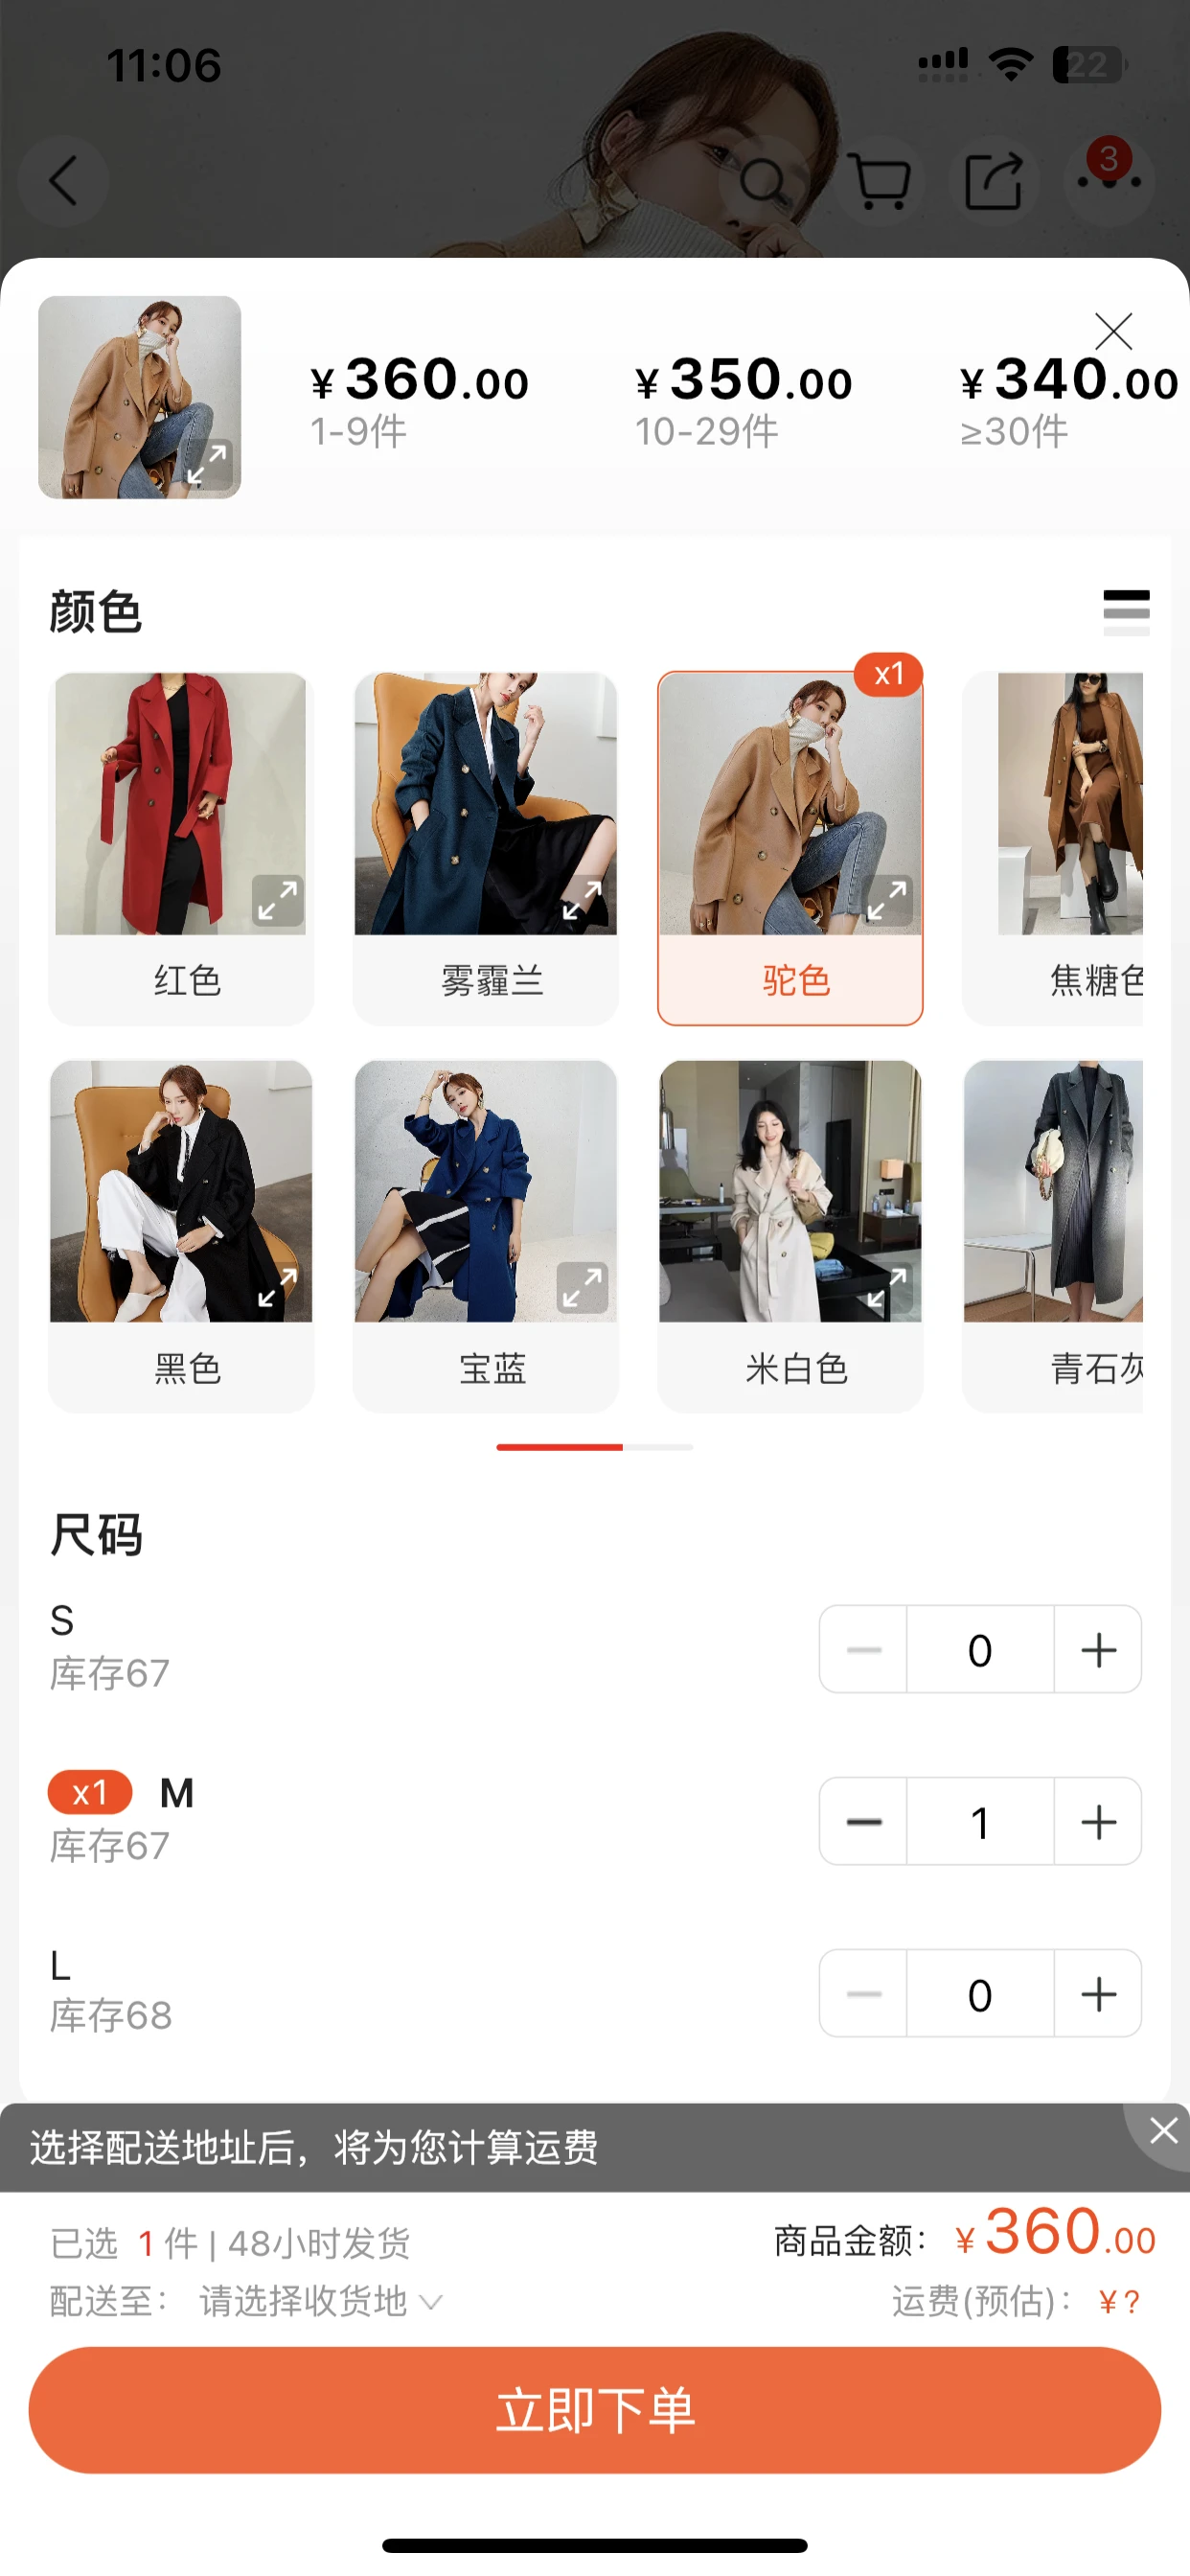 11:06
22
3
¥360.00 ¥350.00 ¥340.00
1-9件 10-29件 ≥30件
颜色
x1
红色 雾霾兰 驼色 焦糖色
黑色 宝蓝 米白色 青石灰
尺码
S
库存67
0
x1 M
库存67
1
L
库存68
0
选择配送地址后，将为您计算运费
已选 1 件 | 48小时发货 商品金额： ¥360.00
配送至： 请选择收货地 运费(预估)： ¥?
立即下单